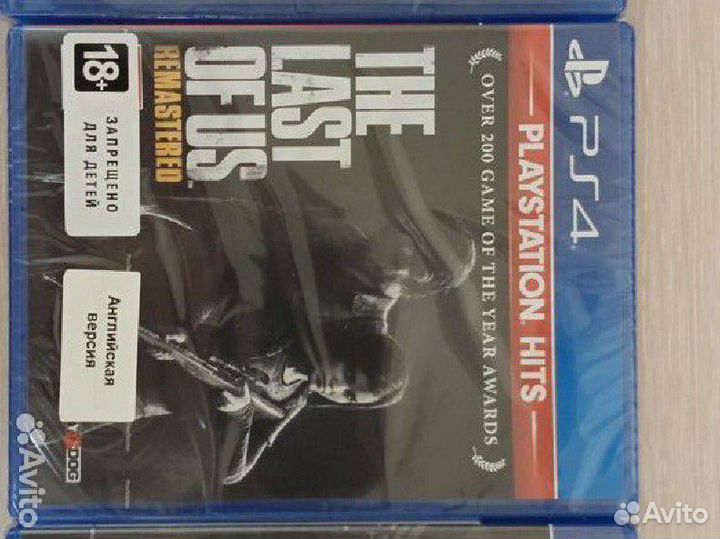 PS4
PLAYSTATION HITS
OVER 200 GAME OF THE YEAR AWARDS
THE
LAST
OF US
REMASTERED
18+
ЗАПРЕЩЕНО
ДЛЯ ДЕТЕЙ
Английская
версия
DOG
Avito
Avito